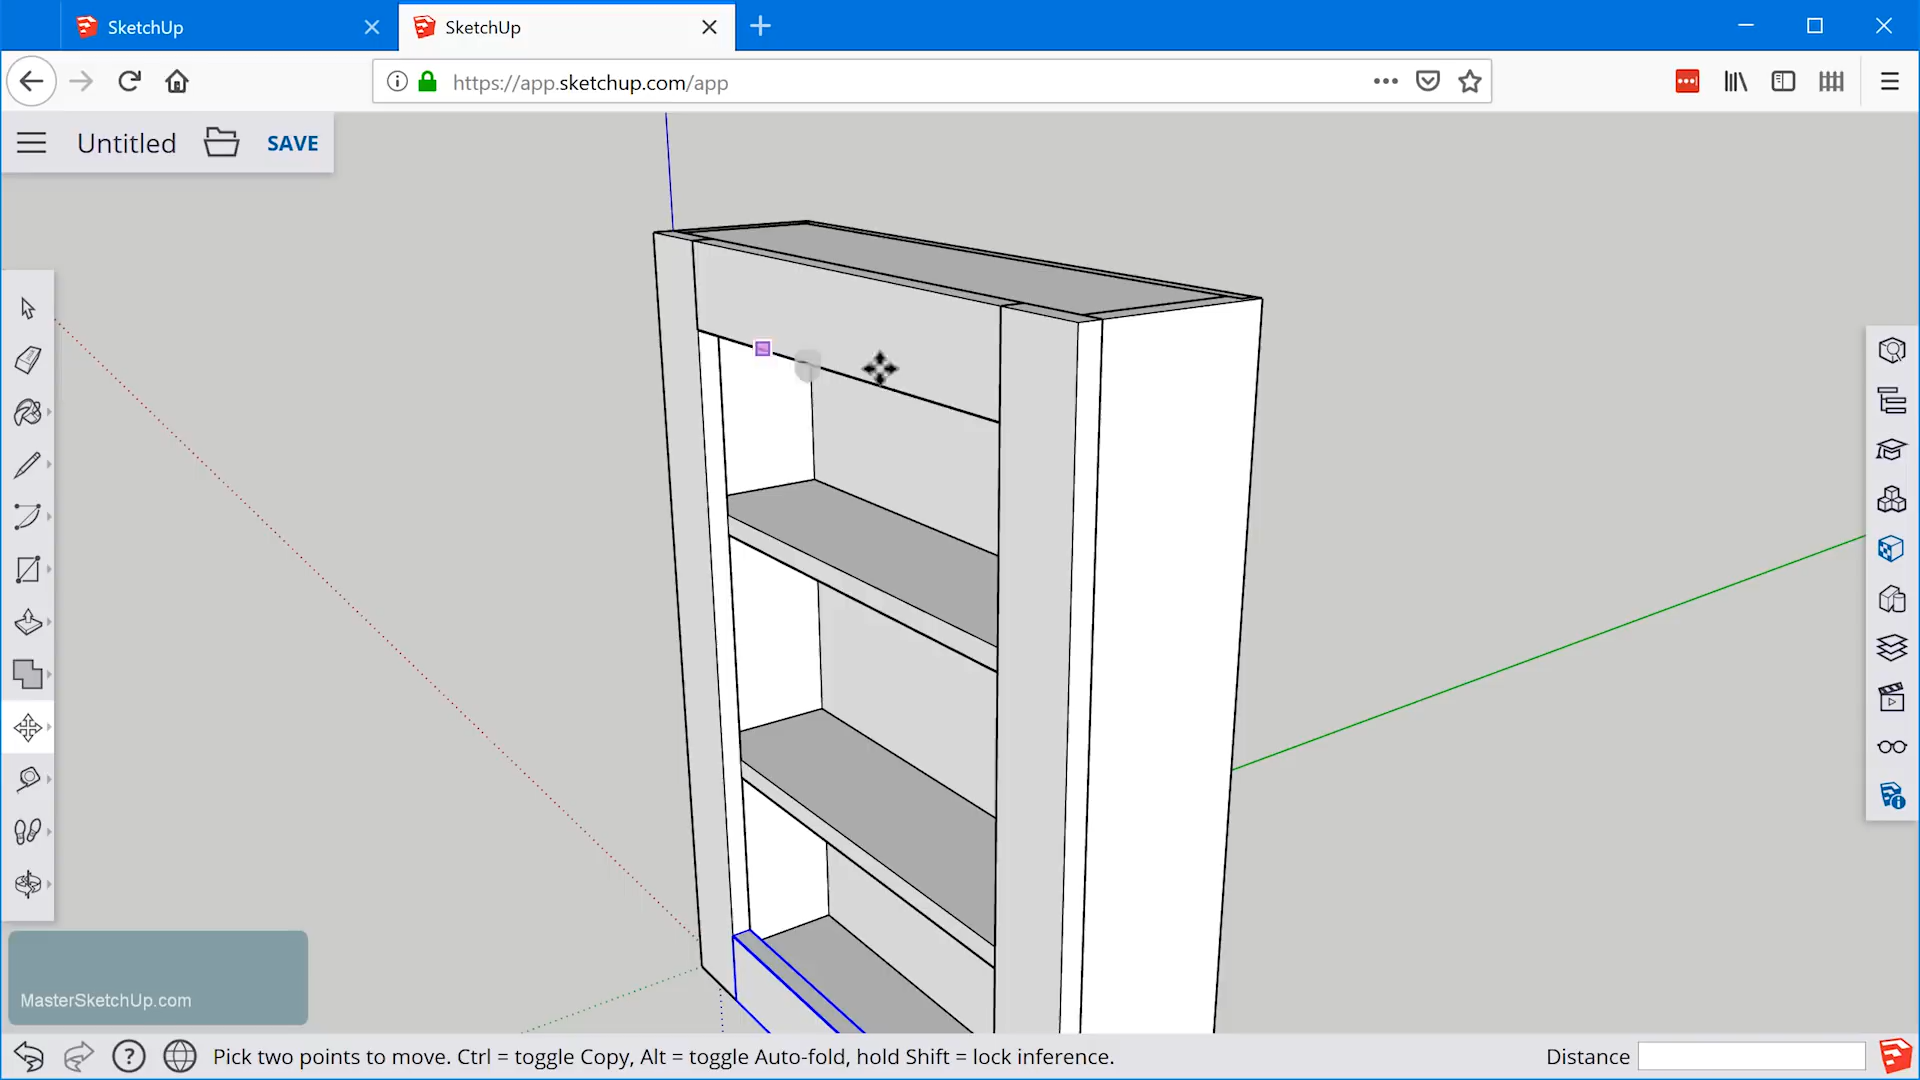 SketchUp
SketchUp
https://app.sketchup.com/app
Untitled
SAVE
MasterSketchUp.com
Pick two points to move. Ctrl = toggle Copy, Alt = toggle Auto-fold, hold Shift = lock inference.
Distance